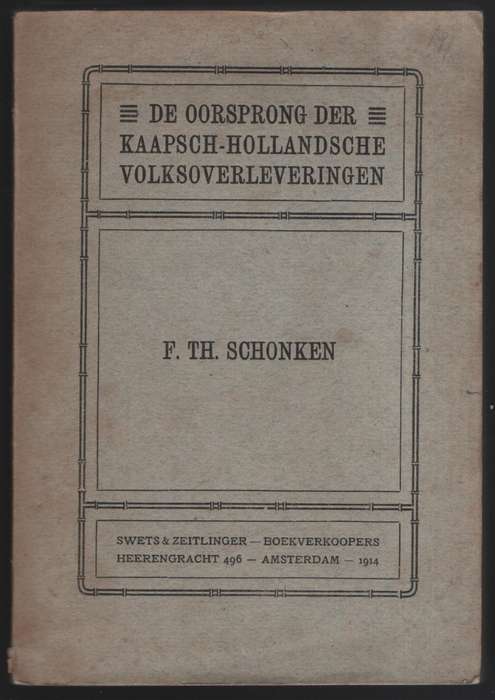 DE OORSPRONG DER
KAAPSCH-HOLLANDSCHE
VOLKSOVERLEVERINGEN
F. TH. SCHONKEN
SWETS & ZEITLINGER — BOEKVERKOOPERS
HEERENGRACHT 496 — AMSTERDAM — 1914